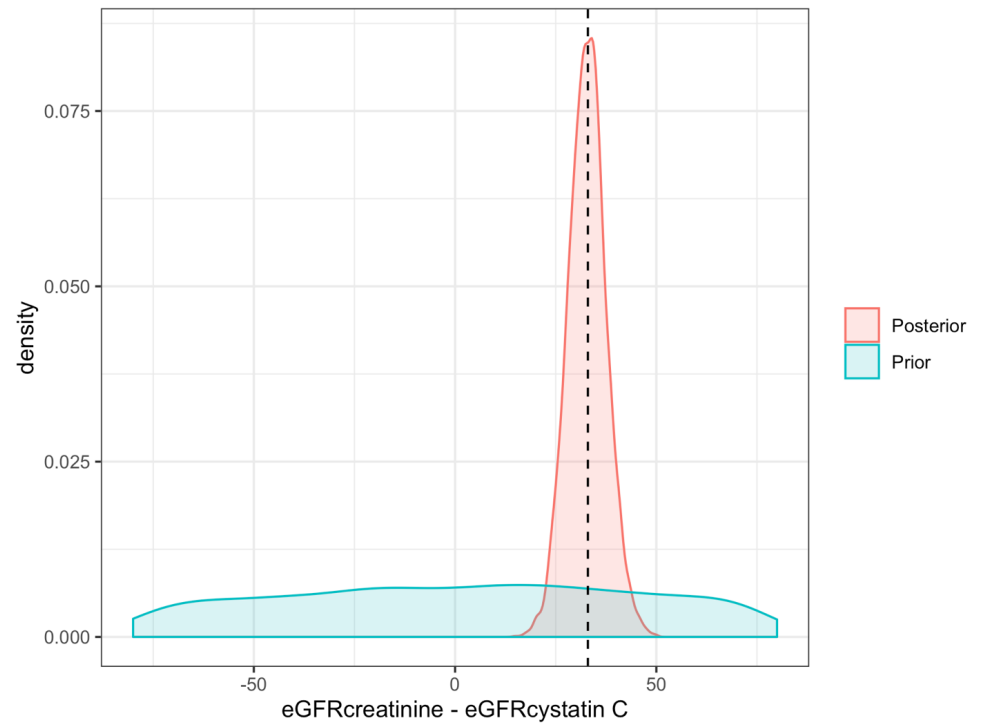 0.075
0.050
0.025
0.000
density
-50 0 50
eGFRcreatinine - eGFRcystatin C
Posterior
Prior